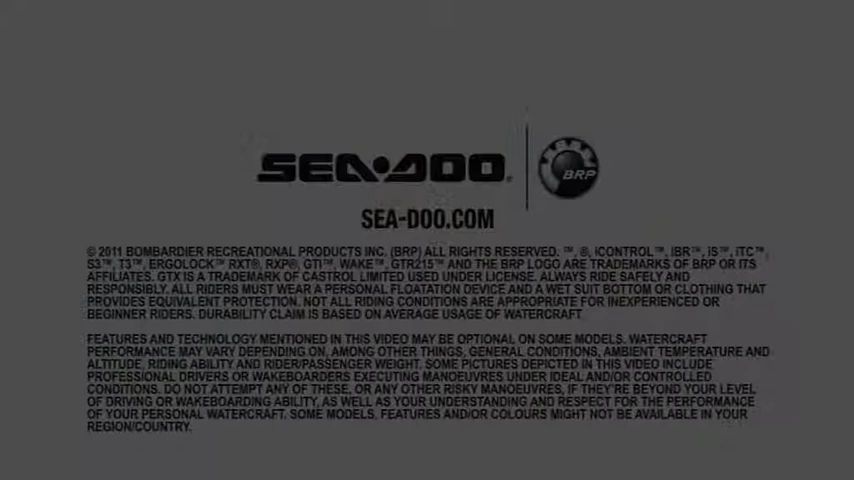 SEA-DOO
BRP
SEA-DOO.COM
© 2011 BOMBARDIER RECREATIONAL PRODUCTS INC. (BRP) ALL RIGHTS RESERVED. ™, ®, iCONTROL™, iBR™, iS™, iTC™,
S3™, T3™, ERGOLOCK™ RXT®, RXP®, GTI™, WAKE™, GTR215™ AND THE BRP LOGO ARE TRADEMARKS OF BRP OR ITS
AFFILIATES. GTX IS A TRADEMARK OF CASTROL LIMITED USED UNDER LICENSE. ALWAYS RIDE SAFELY AND
RESPONSIBLY. ALL RIDERS MUST WEAR A PERSONAL FLOATATION DEVICE AND A WET SUIT BOTTOM OR CLOTHING THAT
PROVIDES EQUIVALENT PROTECTION. NOT ALL RIDING CONDITIONS ARE APPROPRIATE FOR INEXPERIENCED OR
BEGINNER RIDERS. DURABILITY CLAIM IS BASED ON AVERAGE USAGE OF WATERCRAFT
FEATURES AND TECHNOLOGY MENTIONED IN THIS VIDEO MAY BE OPTIONAL ON SOME MODELS. WATERCRAFT
PERFORMANCE MAY VARY DEPENDING ON, AMONG OTHER THINGS, GENERAL CONDITIONS, AMBIENT TEMPERATURE AND
ALTITUDE, RIDING ABILITY AND RIDER/PASSENGER WEIGHT. SOME PICTURES DEPICTED IN THIS VIDEO INCLUDE
PROFESSIONAL DRIVERS OR WAKEBOARDERS EXECUTING MANOEUVRES UNDER IDEAL AND/OR CONTROLLED
CONDITIONS. DO NOT ATTEMPT ANY OF THESE, OR ANY OTHER RISKY MANOEUVRES, IF THEY'RE BEYOND YOUR LEVEL
OF DRIVING OR WAKEBOARDING ABILITY, AS WELL AS YOUR UNDERSTANDING AND RESPECT FOR THE PERFORMANCE
OF YOUR PERSONAL WATERCRAFT. SOME MODELS, FEATURES AND/OR COLOURS MIGHT NOT BE AVAILABLE IN YOUR
REGION/COUNTRY.